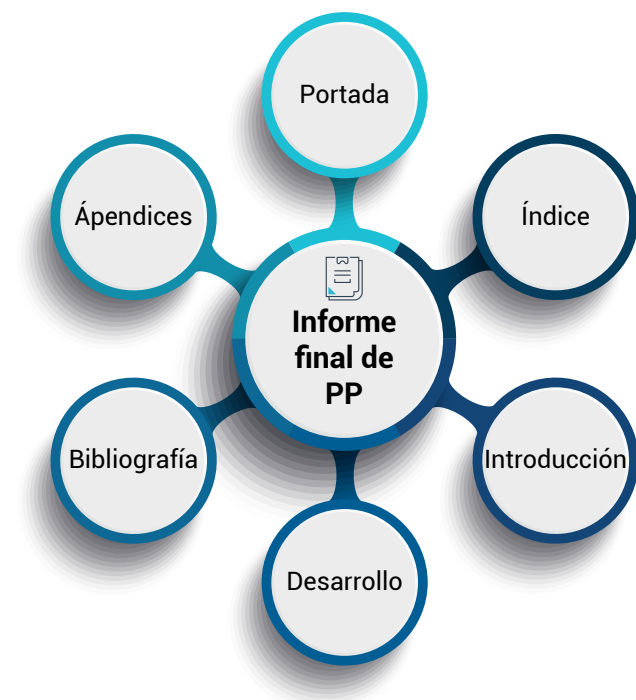 Portada
Índice
Introducción
Desarrollo
Bibliografía
Ápendices
Informe
final de
PP